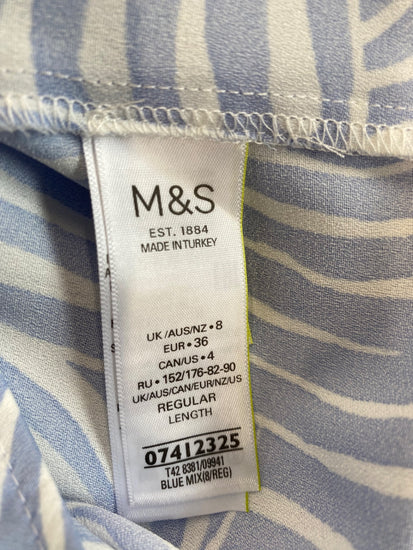 M&S
EST. 1884
MADE IN TURKEY
UK/AUS/NZ • 8
EUR • 36
CAN/US • 4
RU • 152/176-82-90
UK/AUS/CAN/EUR/NZ/US
REGULAR
LENGTH
07412325
T42 8381/09941
BLUE MIX(8/REG)